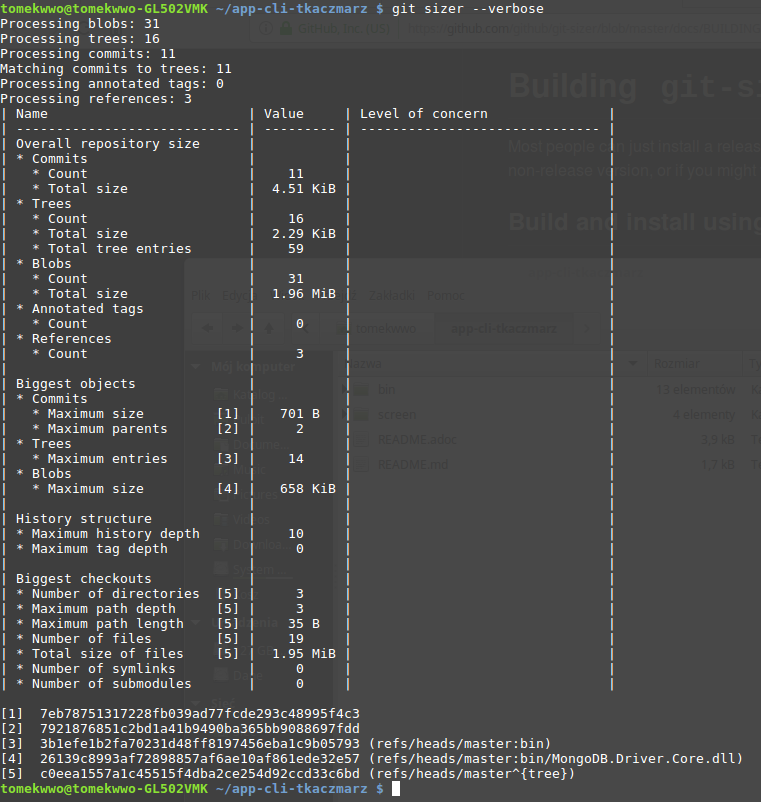 tomekwwo@tomekwwo-GL502VMK ~/app-cli-tkaczmarz $ git sizer --verbose
Processing blobs: 31
Processing trees: 16
Processing commits: 11
Matching commits to trees: 11
Processing annotated tags: 0
Processing references: 3
| Name                         | Value     | Level of concern               |
| ---------------------------- | --------- | ------------------------------ |
| Overall repository size      |           |                                |
| * Commits                    |           |                                |
|   * Count                    |    11     |                                |
|   * Total size               |  4.51 KiB |                                |
| * Trees                      |           |                                |
|   * Count                    |    16     |                                |
|   * Total size               |  2.29 KiB |                                |
|   * Total tree entries       |    59     |                                |
| * Blobs                      |           |                                |
|   * Count                    |    31     |                                |
|   * Total size               |  1.96 MiB |                                |
| * Annotated tags             |           |                                |
|   * Count                    |     0     |                                |
| * References                 |           |                                |
|   * Count                    |     3     |                                |
|                              |           |                                |
| Biggest objects              |           |                                |
| * Commits                    |           |                                |
|   * Maximum size         [1] |   701 B   |                                |
|   * Maximum parents      [2] |     2     |                                |
| * Trees                      |           |                                |
|   * Maximum entries      [3] |    14     |                                |
| * Blobs                      |           |                                |
|   * Maximum size         [4] |   658 KiB |                                |
|                              |           |                                |
| History structure            |           |                                |
| * Maximum history depth      |    10     |                                |
| * Maximum tag depth          |     0     |                                |
|                              |           |                                |
| Biggest checkouts            |           |                                |
| * Number of directories  [5] |     3     |                                |
| * Maximum path depth     [5] |     3     |                                |
| * Maximum path length    [5] |    35 B   |                                |
| * Number of files        [5] |    19     |                                |
| * Total size of files    [5] |  1.95 MiB |                                |
| * Number of symlinks         |     0     |                                |
| * Number of submodules       |     0     |                                |
[1]  7eb78751317228fb039ad77fcde293c48995f4c3
[2]  7921876851c2bd1a41b9490ba365bb9088697fdd
[3]  3b1efe1b2fa70231d48ff8197456eba1c9b05793 (refs/heads/master:bin)
[4]  26139c8993af72898857af6ae10af861ede32e57 (refs/heads/master:bin/MongoDB.Driver.Core.dll)
[5]  c0eea1557a1c45515f4dba2ce254d92ccd33c6bd (refs/heads/master^{tree})
tomekwwo@tomekwwo-GL502VMK ~/app-cli-tkaczmarz $